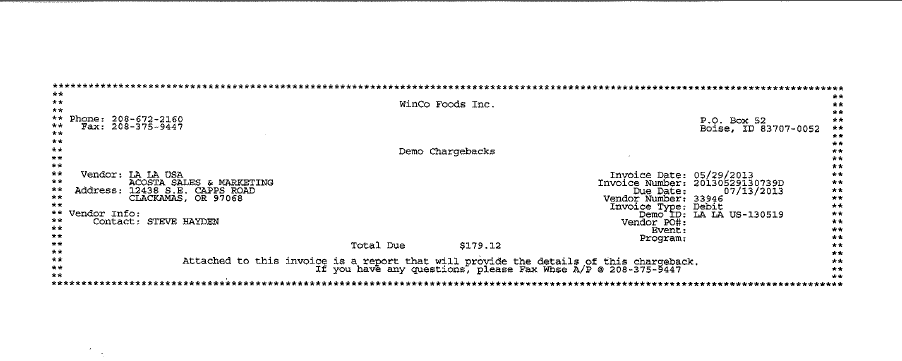 WinCo Foods Inc.
Phone: 208-672-2160 P.O. Box 52
Fax: 208-375-9447 Boise, ID 83707-0052
Demo Chargebacks
Vendor: LA LA USA Invoice Date: 05/29/2013
ACOSTA SALES & MARKETING Invoice Number: 20130529130739D
Address: 12438 S.E. CAPPS ROAD Due Date: 07/13/2013
CLACKAMAS, OR 97068 Vendor Number: 33946
Invoice Type: Debit
Vendor Info: Demo ID: LA LA US-130519
Contact: STEVE HAYDEN Vendor PO#:
Event:
Program:
Total Due $179.12
Attached to this invoice is a report that will provide the details of this chargeback.
If you have any questions, please Fax Whse A/P @ 208-375-9447